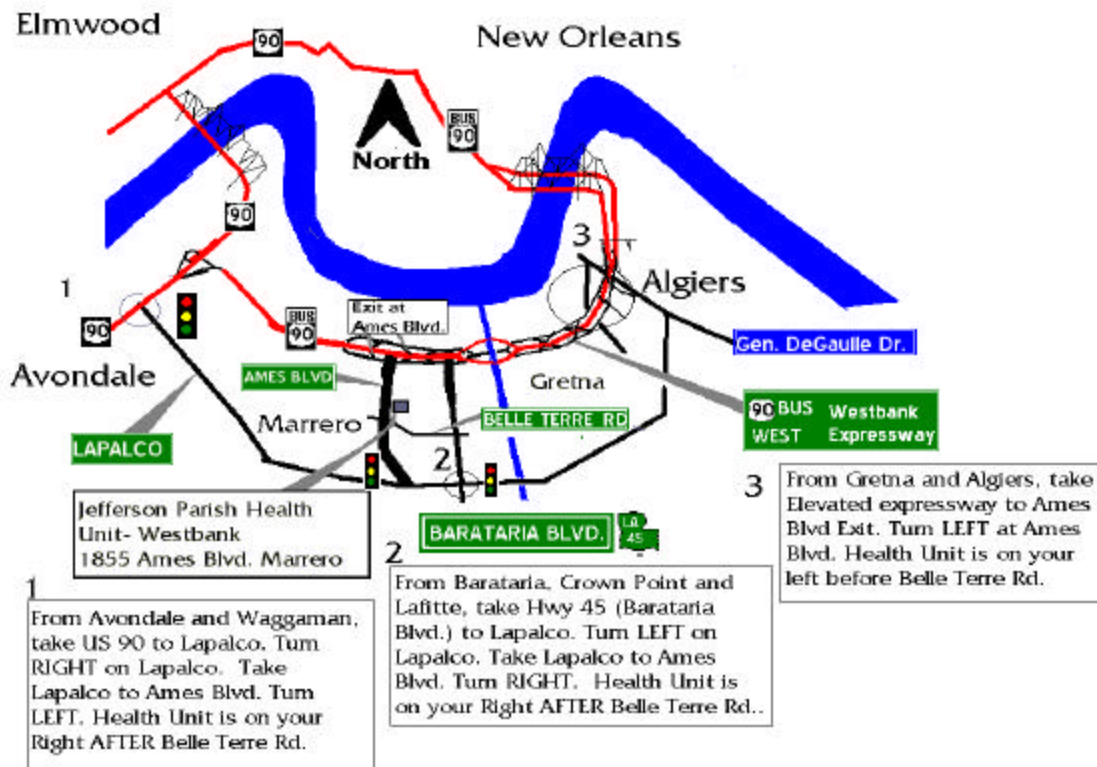 Elmwood
90
New Orleans
BUS
90
North
90
3
Algiers
1
90
Exit at
Ames Blvd.
BUS
90
Gen. DeGaulle Dr.
Avondale
AMES BLVD
Gretna
90 BUS Westbank
WEST Expressway
Marrero
BELLE TERRE RD
LAPALCO
2
Jefferson Parish Health
Unit- Westbank
1855 Ames Blvd. Marrero
BARATARIA BLVD.
LA
45
3
From Gretna and Algiers, take
Elevated expressway to Ames
Blvd Exit. Turn LEFT at Ames
Blvd. Health Unit is on your
left before Belle Terre Rd.
1
From Avondale and Waggaman,
take US 90 to Lapalco. Turn
RIGHT on Lapalco. Take
Lapalco to Ames Blvd. Turn
LEFT. Health Unit is on your
Right AFTER Belle Terre Rd.
2
From Barataria, Crown Point and
Lafitte, take Hwy 45 (Barataria
Blvd.) to Lapalco. Turn LEFT on
Lapalco. Take Lapalco to Ames
Blvd. Turn RIGHT. Health Unit is
on your Right AFTER Belle Terre Rd..